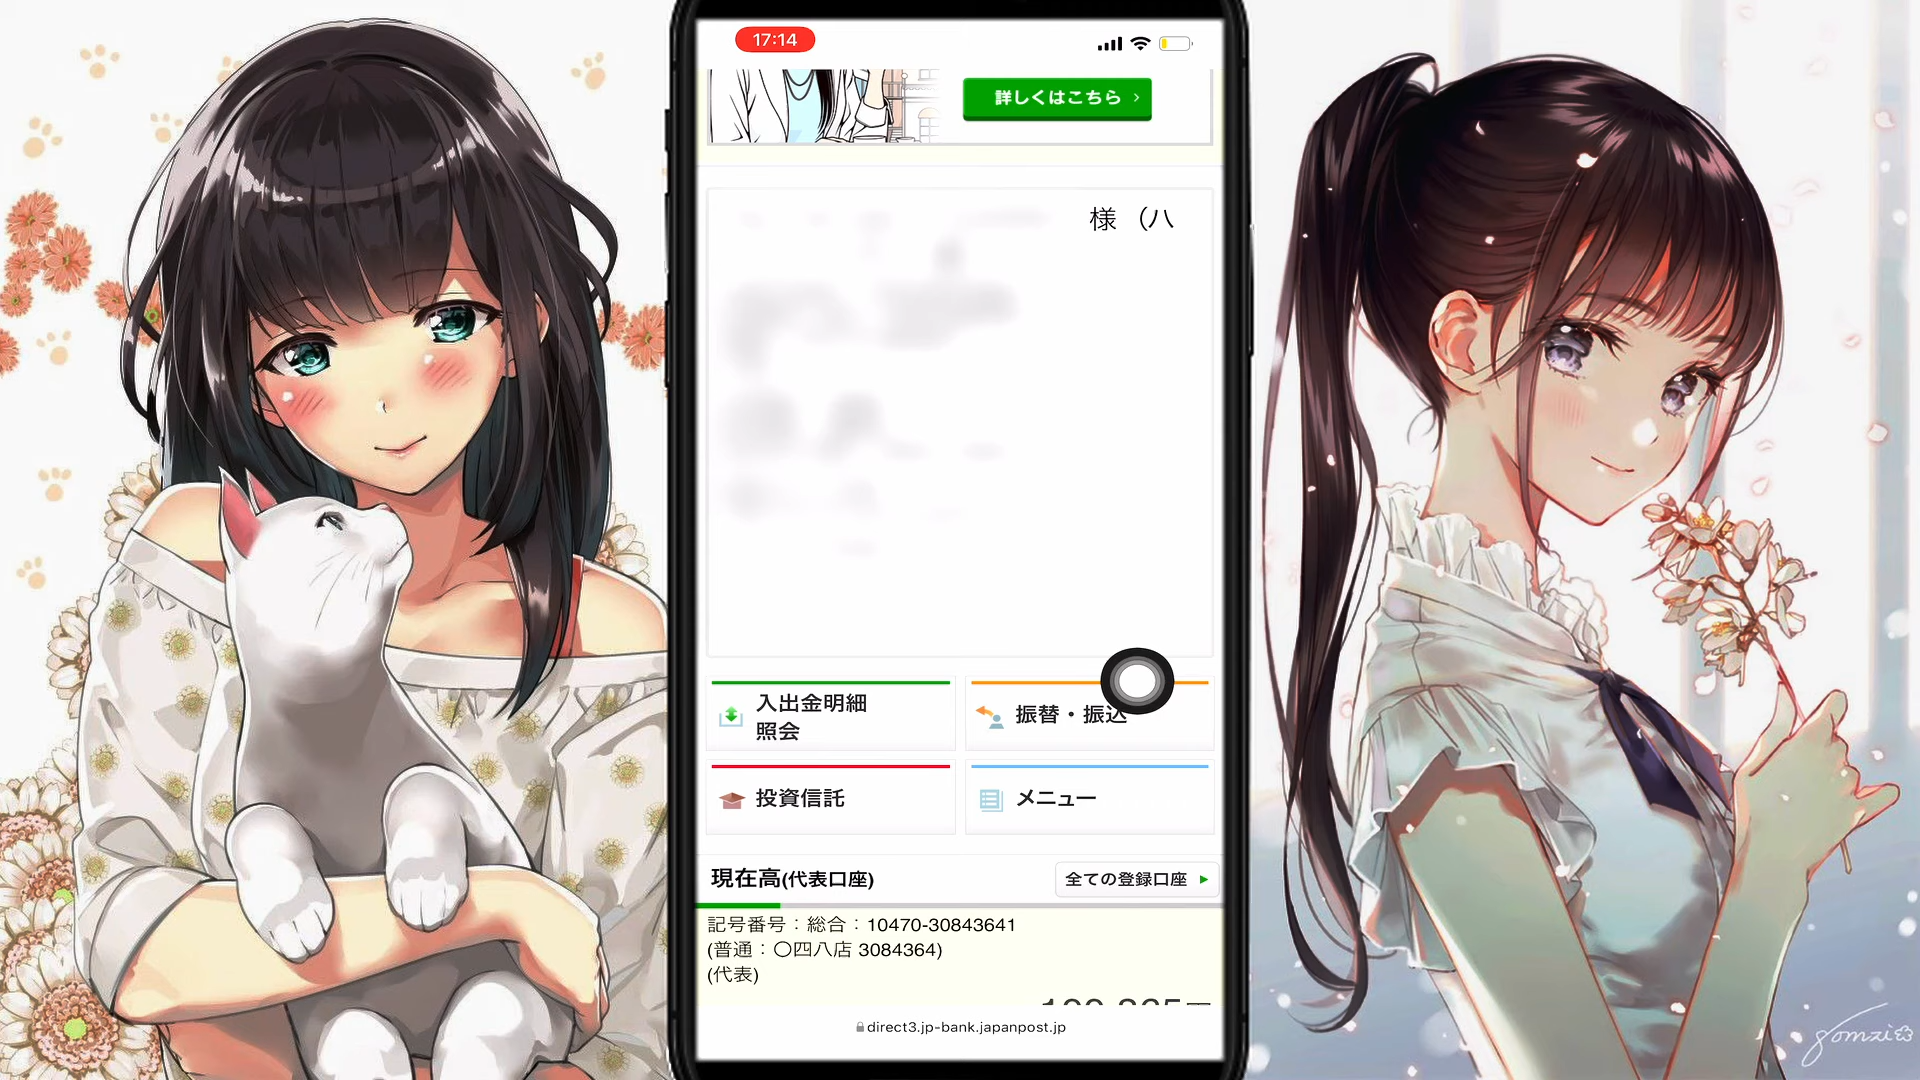 17:14
詳しくはこちら
様 （ハ
入出金明細
照会
振替・振込
投資信託
メニュー
現在高(代表口座)
全ての登録口座
記号番号：総合：10470-30843641
(普通：〇四八店 3084364)
(代表)
direct3.jp-bank.japanpost.jp